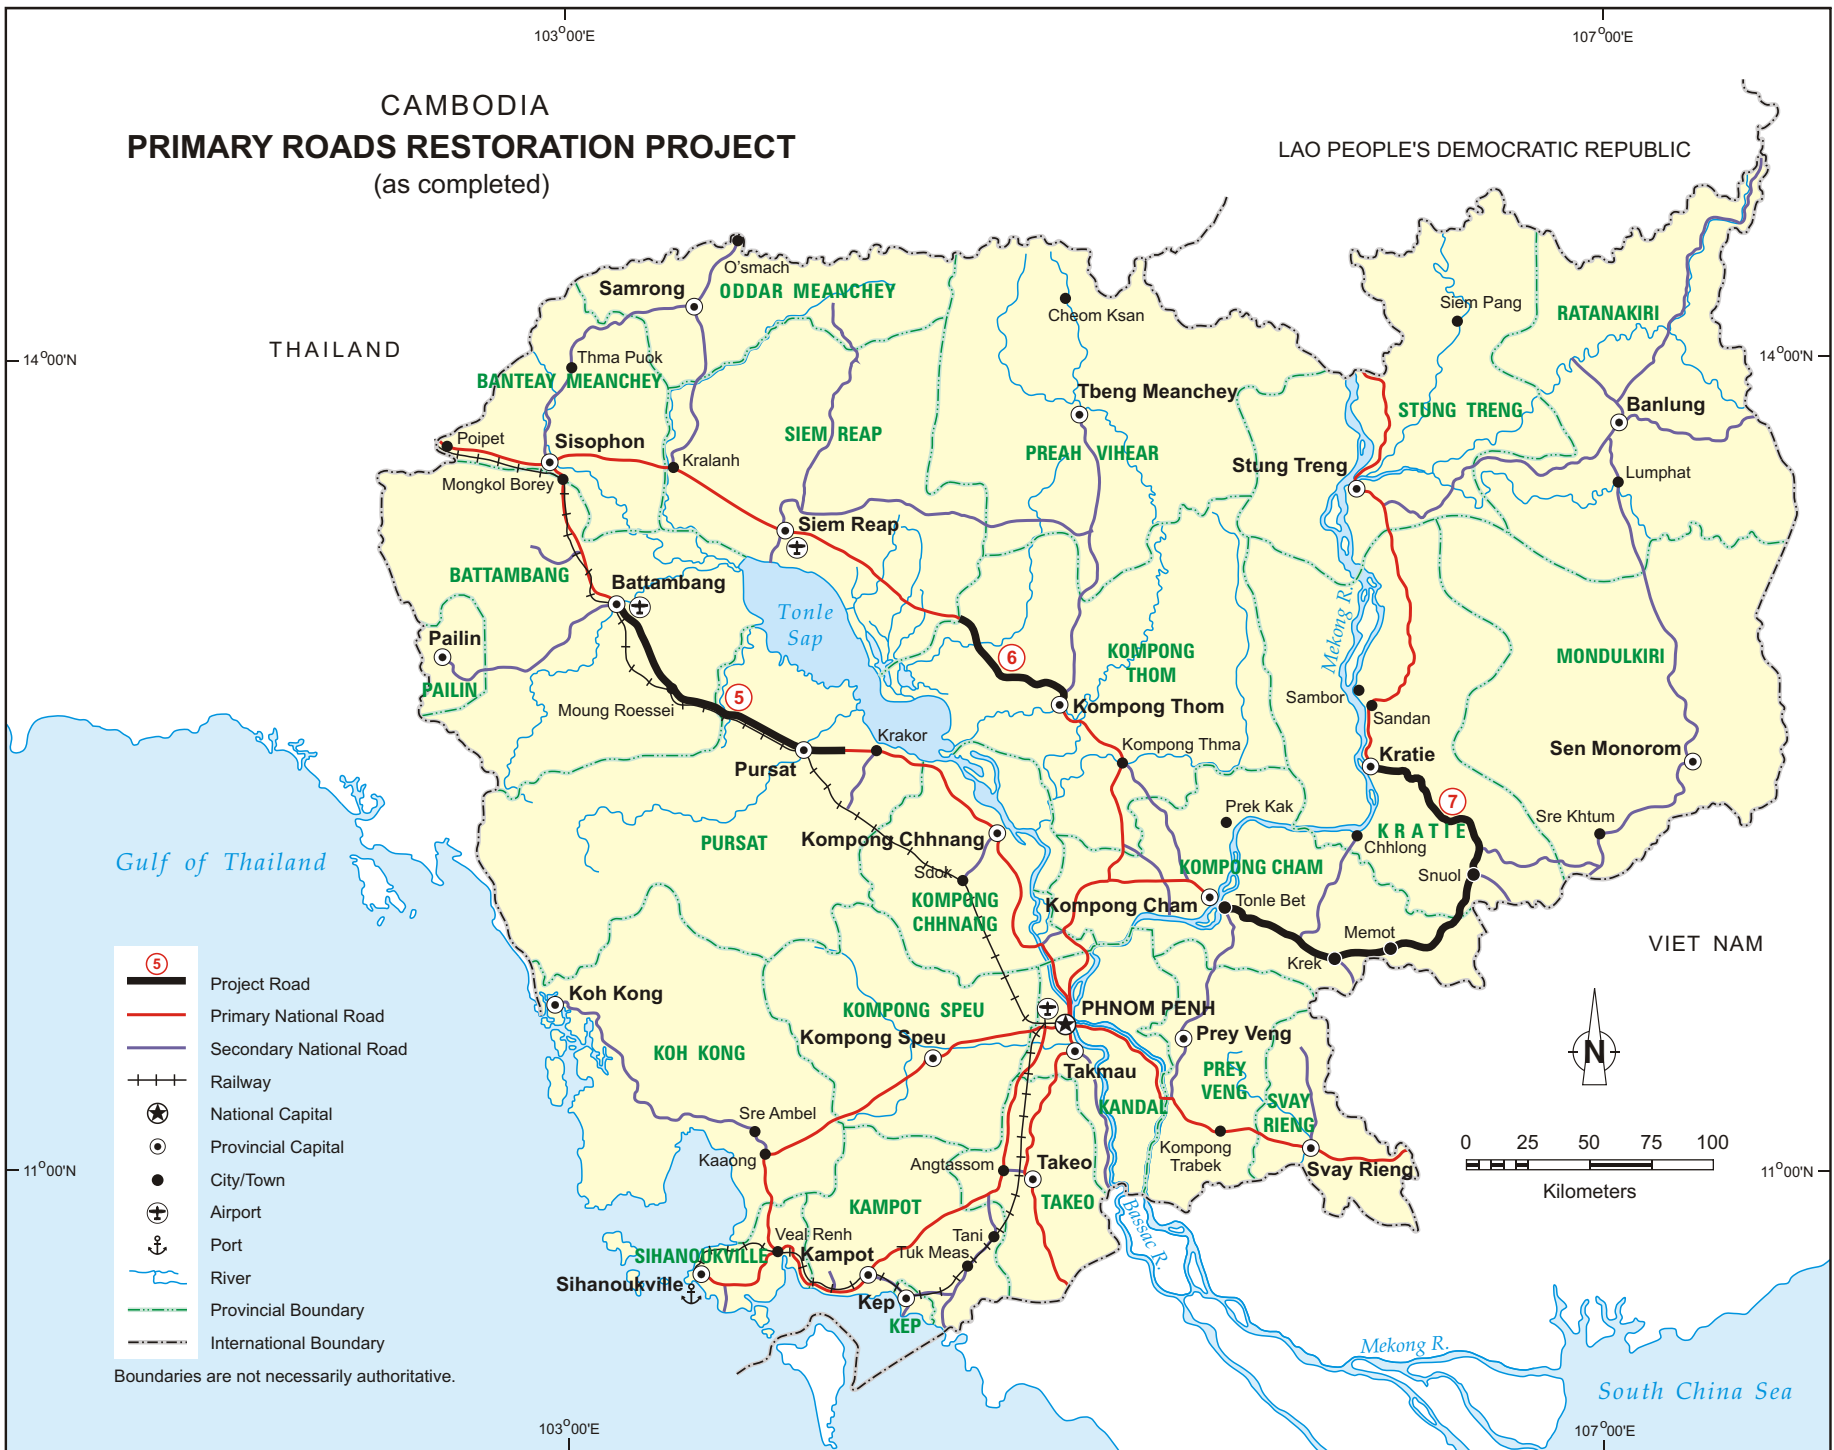 103°00'E
107°00'E
CAMBODIA
PRIMARY ROADS RESTORATION PROJECT
(as completed)
LAO PEOPLE'S DEMOCRATIC REPUBLIC
THAILAND
14°00'N
14°00'N
O'smach
Samrong
ODDAR MEANCHEY
Cheom Ksan
Siem Pang
RATANAKIRI
Thma Puok
BANTEAY MEANCHEY
Tbeng Meanchey
STUNG TRENG
Banlung
Poipet
Sisophon
SIEM REAP
PREAH VIHEAR
Kralanh
Stung Treng
Lumphat
Mongkol Borey
Siem Reap
BATTAMBANG
Battambang
Tonle
Sap
Mekong R.
Pailin
PAILIN
6
KOMPONG
THOM
MONDULKIRI
5
Moung Roessei
Sambor
Sandan
Kompong Thom
Krakor
Kompong Thma
Pursat
Kratie
Sen Monorom
7
Prek Kak
Sre Khtum
KRATIE
Chhlong
PURSAT
Kompong Chhnang
Gulf of Thailand
Sdok
KOMPONG CHAM
Snuol
KOMPONG
CHHNANG
Kompong Cham
Tonle Bet
Memot
Krek
VIET NAM
5
Project Road
Primary National Road
Secondary National Road
Railway
National Capital
Provincial Capital
City/Town
Airport
Port
River
Provincial Boundary
International Boundary
Boundaries are not necessarily authoritative.
Koh Kong
KOMPONG SPEU
PHNOM PENH
Kompong Speu
Prey Veng
KOH KONG
Takmau
PREY
VENG
N
KANDAL
SVAY
RIENG
Sre Ambel
Kaaong
Angtassom
Takeo
Kompong
Trabek
Svay Rieng
0 25 50 75 100
Kilometers
11°00'N
11°00'N
KAMPOT
TAKEO
Bassac R.
Veal Renh
Tani
SIHANOUKVILLE
Kampot
Tuk Meas
Sihanoukville
Kep
KEP
Mekong R.
South China Sea
103°00'E
107°00'E